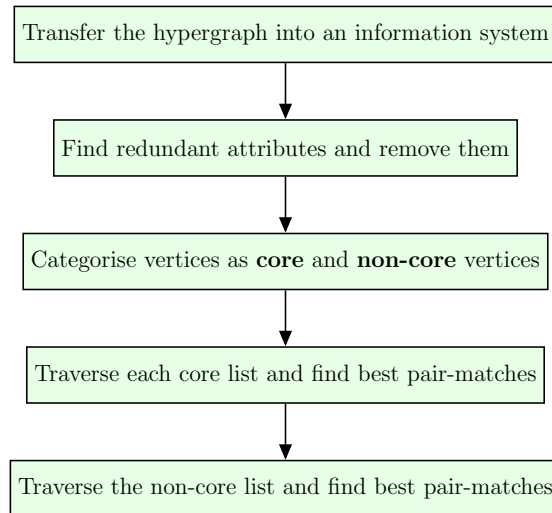 Transfer the hypergraph into an information system
Find redundant attributes and remove them
Categorise vertices as core and non-core vertices
Traverse each core list and find best pair-matches
Traverse the non-core list and find best pair-matches